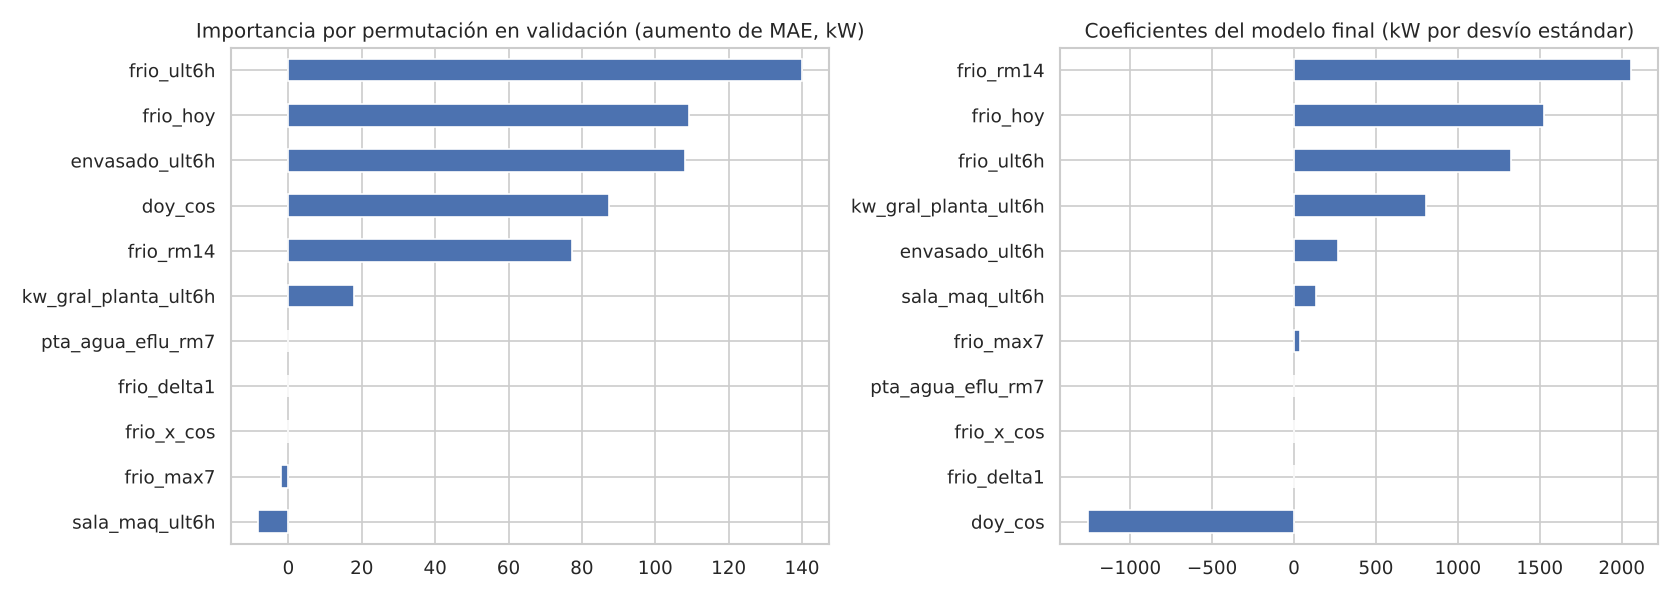 Importancia por permutación en validación (aumento de MAE, kW)
frio_ult6h
frio_hoy
envasado_ult6h
doy_cos
frio_rm14
kw_gral_planta_ult6h
pta_agua_eflu_rm7
frio_delta1
frio_x_cos
frio_max7
sala_maq_ult6h
0 20 40 60 80 100 120 140
Coeficientes del modelo final (kW por desvío estándar)
frio_rm14
frio_hoy
frio_ult6h
kw_gral_planta_ult6h
envasado_ult6h
sala_maq_ult6h
frio_max7
pta_agua_eflu_rm7
frio_x_cos
frio_delta1
doy_cos
−1000 −500 0 500 1000 1500 2000